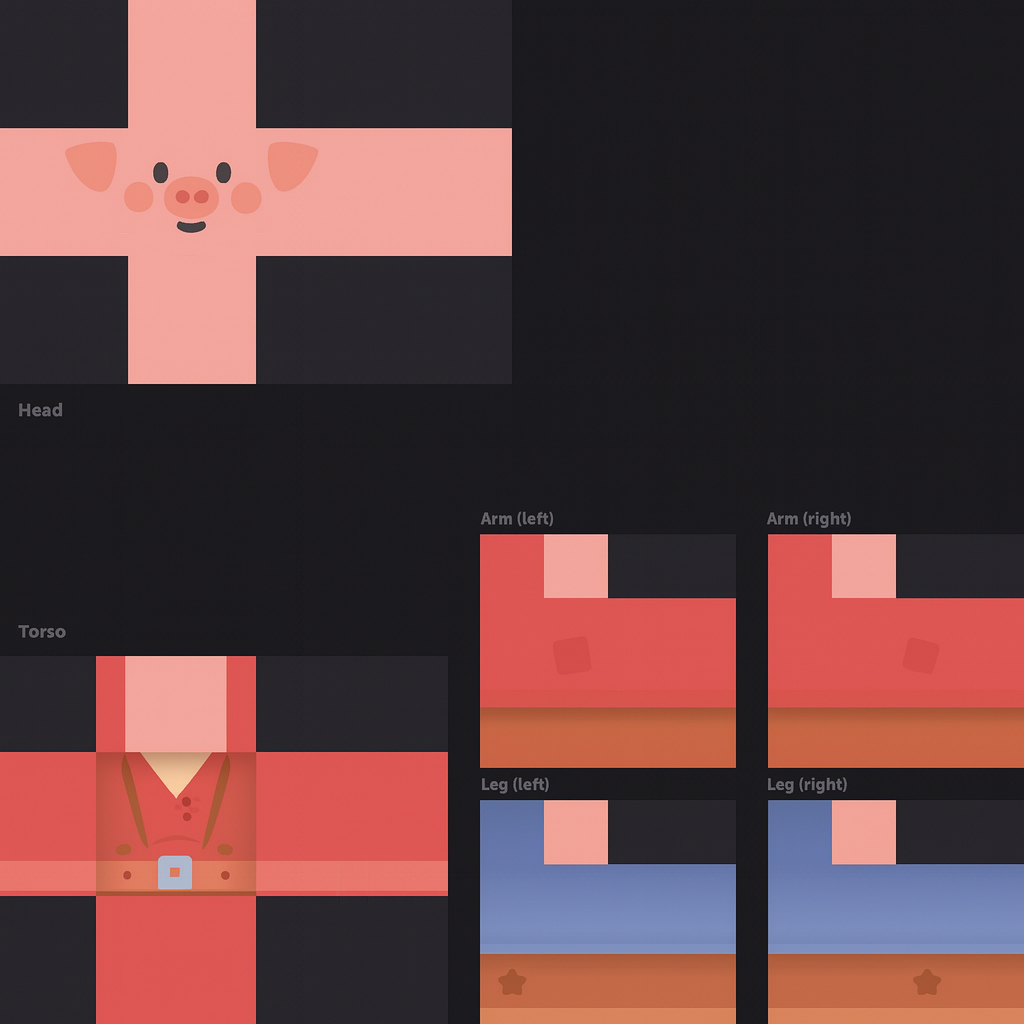 Head
Arm (left)
Arm (right)
Torso
Leg (left)
Leg (right)